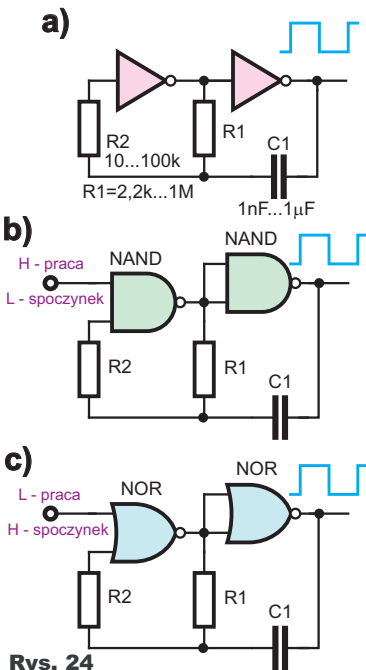 a)
R2
10...100k
R1
C1
R1=2,2k...1M
1nF...1µF
b)
NAND
NAND
H - praca
L - spoczynek
R2
R1
C1
c)
NOR
NOR
L - praca
H - spoczynek
R2
R1
C1
Rys. 24